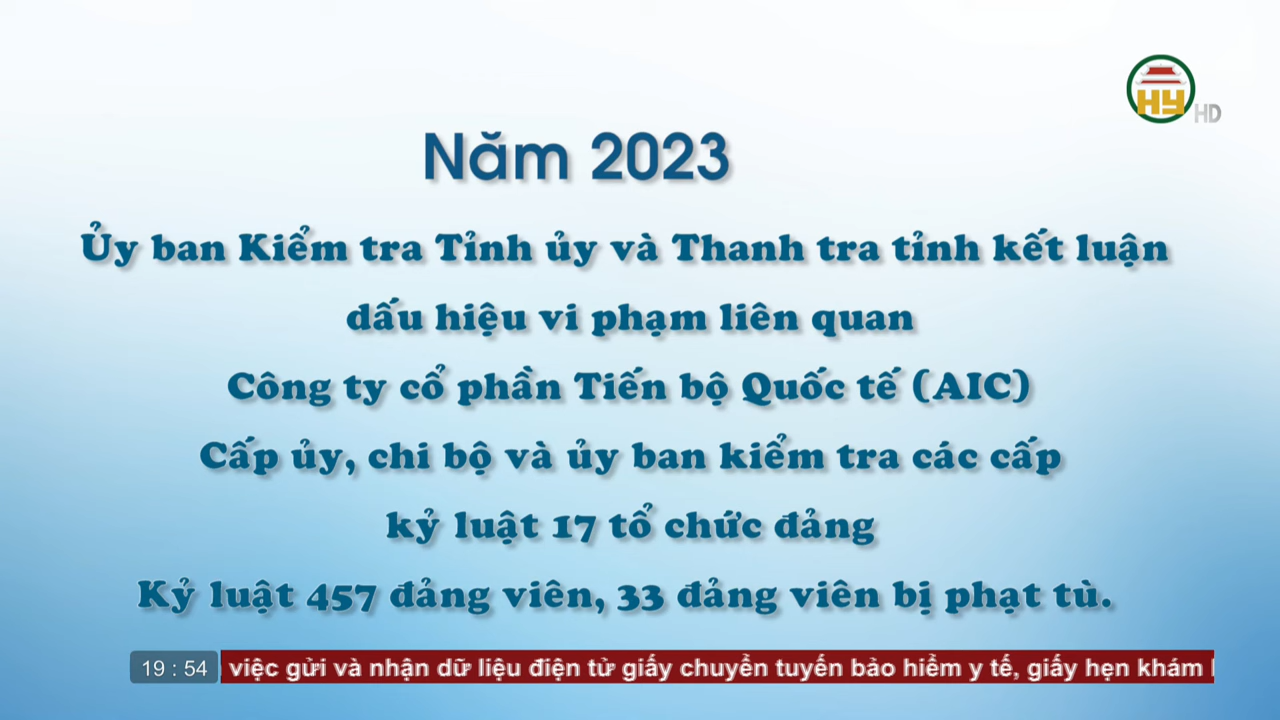 HY HD
Năm 2023
Ủy ban Kiểm tra Tỉnh ủy và Thanh tra tỉnh kết luận
dấu hiệu vi phạm liên quan
Công ty cổ phần Tiến bộ Quốc tế (AIC)
Cấp ủy, chi bộ và ủy ban kiểm tra các cấp
kỷ luật 17 tổ chức đảng
Kỷ luật 457 đảng viên, 33 đảng viên bị phạt tù.
19 : 54 việc gửi và nhận dữ liệu điện tử giấy chuyển tuyến bảo hiểm y tế, giấy hẹn khám